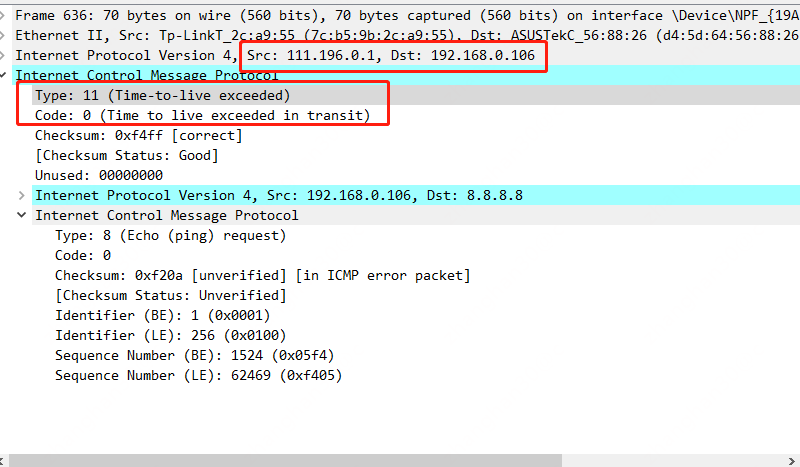 Frame 636: 70 bytes on wire (560 bits), 70 bytes captured (560 bits) on interface \Device\NPF_{19A
Ethernet II, Src: Tp-LinkT_2c:a9:55 (7c:b5:9b:2c:a9:55), Dst: ASUSTekC_56:88:26 (d4:5d:64:56:88:26
Internet Protocol Version 4, Src: 111.196.0.1, Dst: 192.168.0.106
Internet Control Message Protocol
Type: 11 (Time-to-live exceeded)
Code: 0 (Time to live exceeded in transit)
Checksum: 0xf4ff [correct]
[Checksum Status: Good]
Unused: 00000000
Internet Protocol Version 4, Src: 192.168.0.106, Dst: 8.8.8.8
Internet Control Message Protocol
Type: 8 (Echo (ping) request)
Code: 0
Checksum: 0xf20a [unverified] [in ICMP error packet]
[Checksum Status: Unverified]
Identifier (BE): 1 (0x0001)
Identifier (LE): 256 (0x0100)
Sequence Number (BE): 1524 (0x05f4)
Sequence Number (LE): 62469 (0xf405)